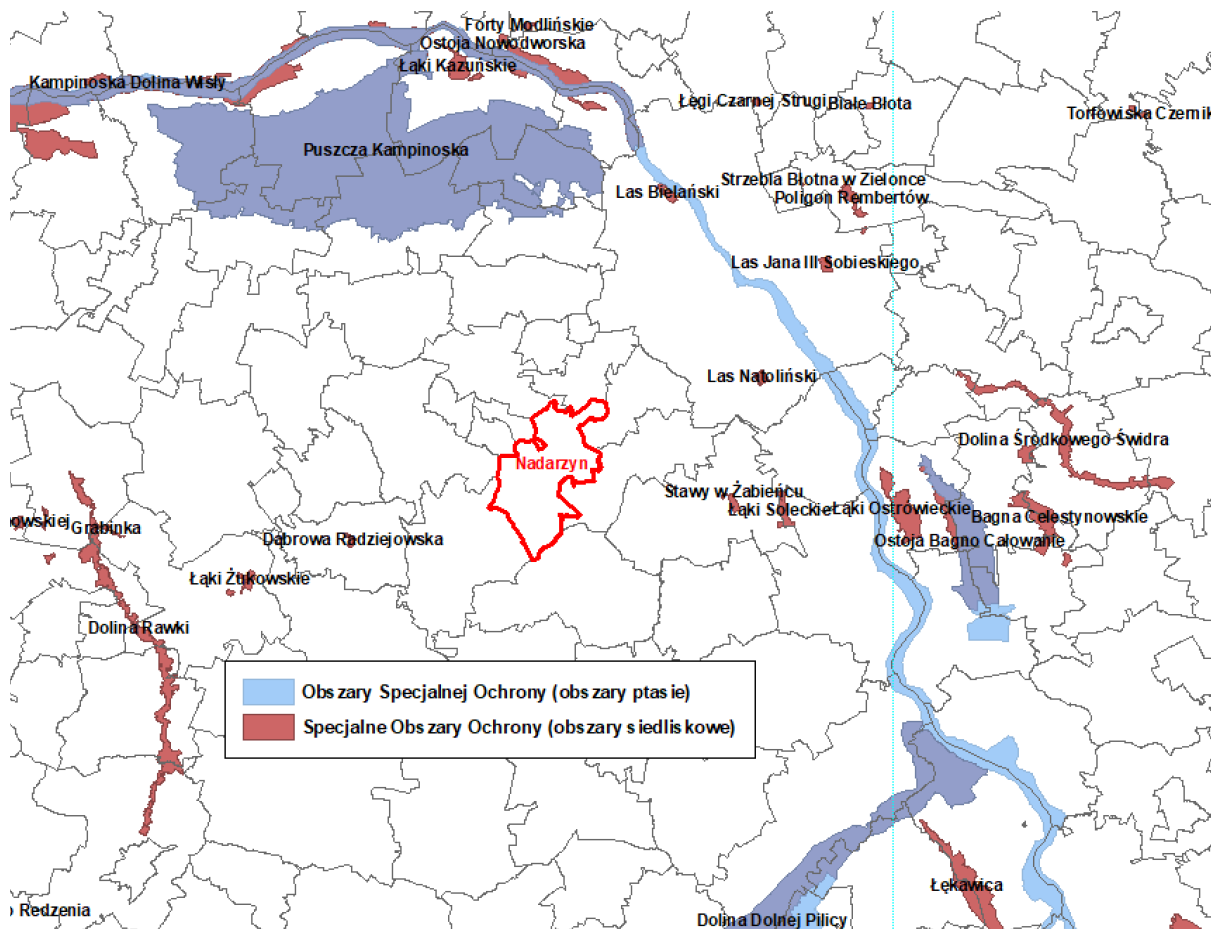 Forty Modlińskie
Ostoja Nowodworska
Łąki Kazuńskie
Kampinoska Dolina Wisły
Łęgi Czarnej Strugi
Białe Błota
Torfowiska Czernik
Puszcza Kampinoska
Strzebla Błotna w Zielonce
Las Bielański
Poligon Rembertów
Las Jana III Sobieskiego
Las Natoliński
Dolina Środkowego Świdra
Nadarzyn
Stawy w Żabieńcu
Łąki Soleckie
Łąki Ostrówieckie
Bagna Celestynowskie
owskiej
Grabinka
Dąbrowa Radziejowska
Ostoja Bagno Całowanie
Łąki Żukowskie
Dolina Rawki
Obszary Specjalnej Ochrony (obszary ptasie)
Specjalne Obszary Ochrony (obszary siedliskowe)
Łękawica
o Redzenia
Dolina Dolnej Pilicy